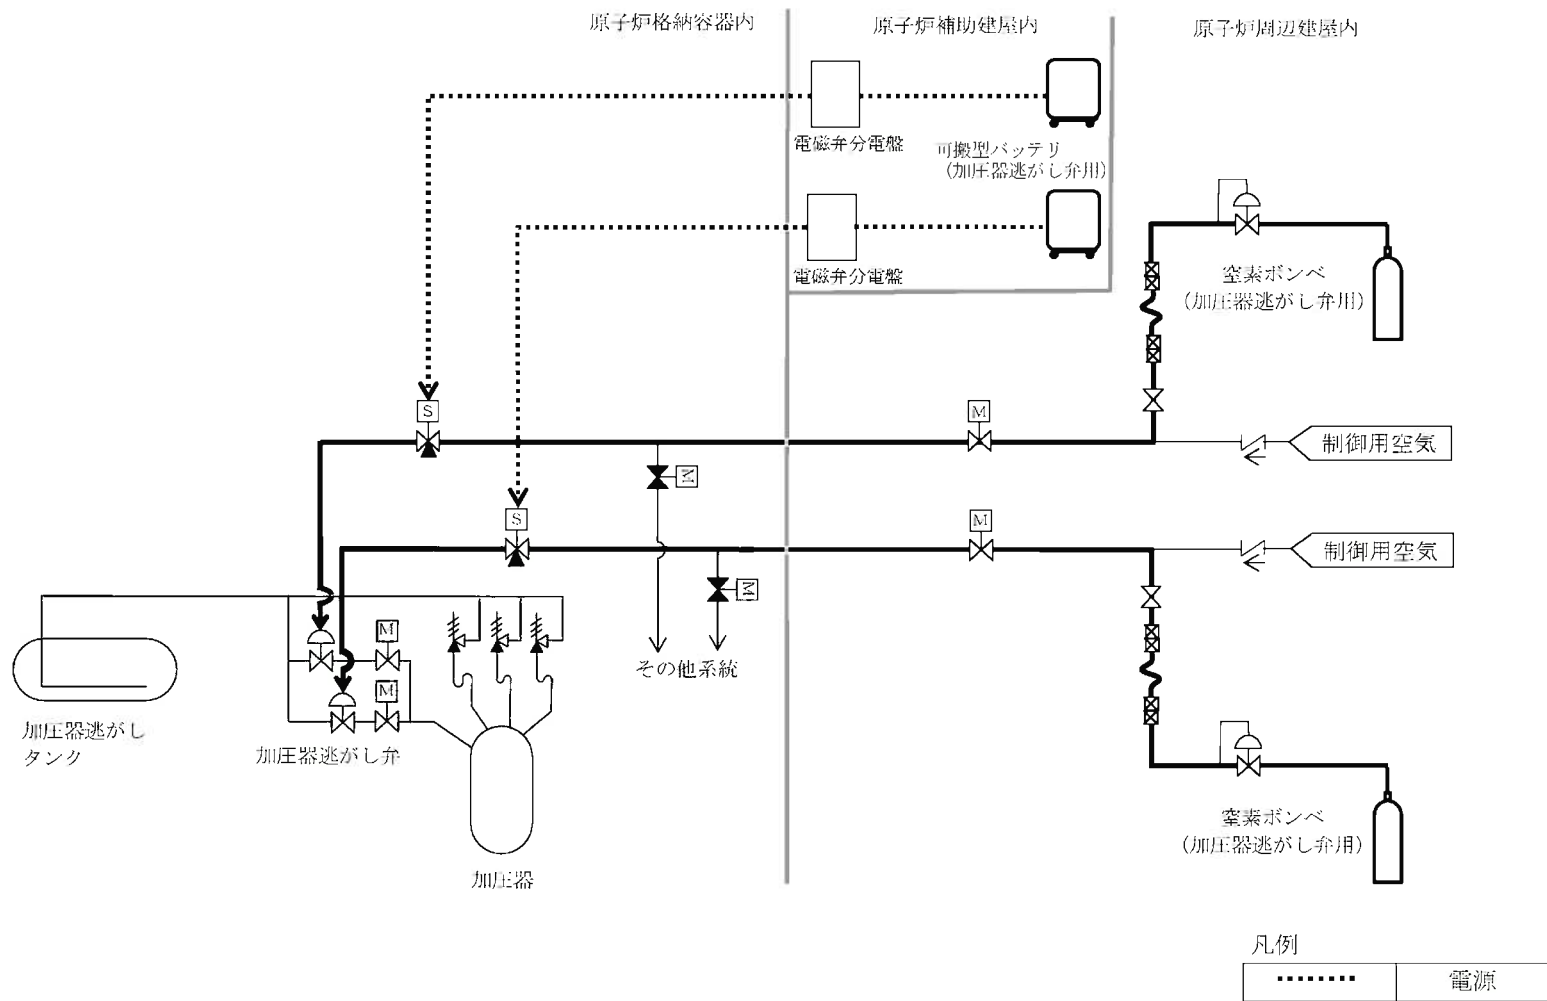 原子炉格納容器内
原子炉補助建屋内
原子炉周辺建屋内
電磁弁分電盤
可搬型バッテリ
（加圧器逃がし弁用）
電磁弁分電盤
窒素ボンベ
（加圧器逃がし弁用）
S
M
制御用空気
M
S
M
制御用空気
M
M
その他系統
M
加圧器逃がし
タンク
加圧器逃がし弁
加圧器
窒素ボンベ
（加圧器逃がし弁用）
凡例
電源